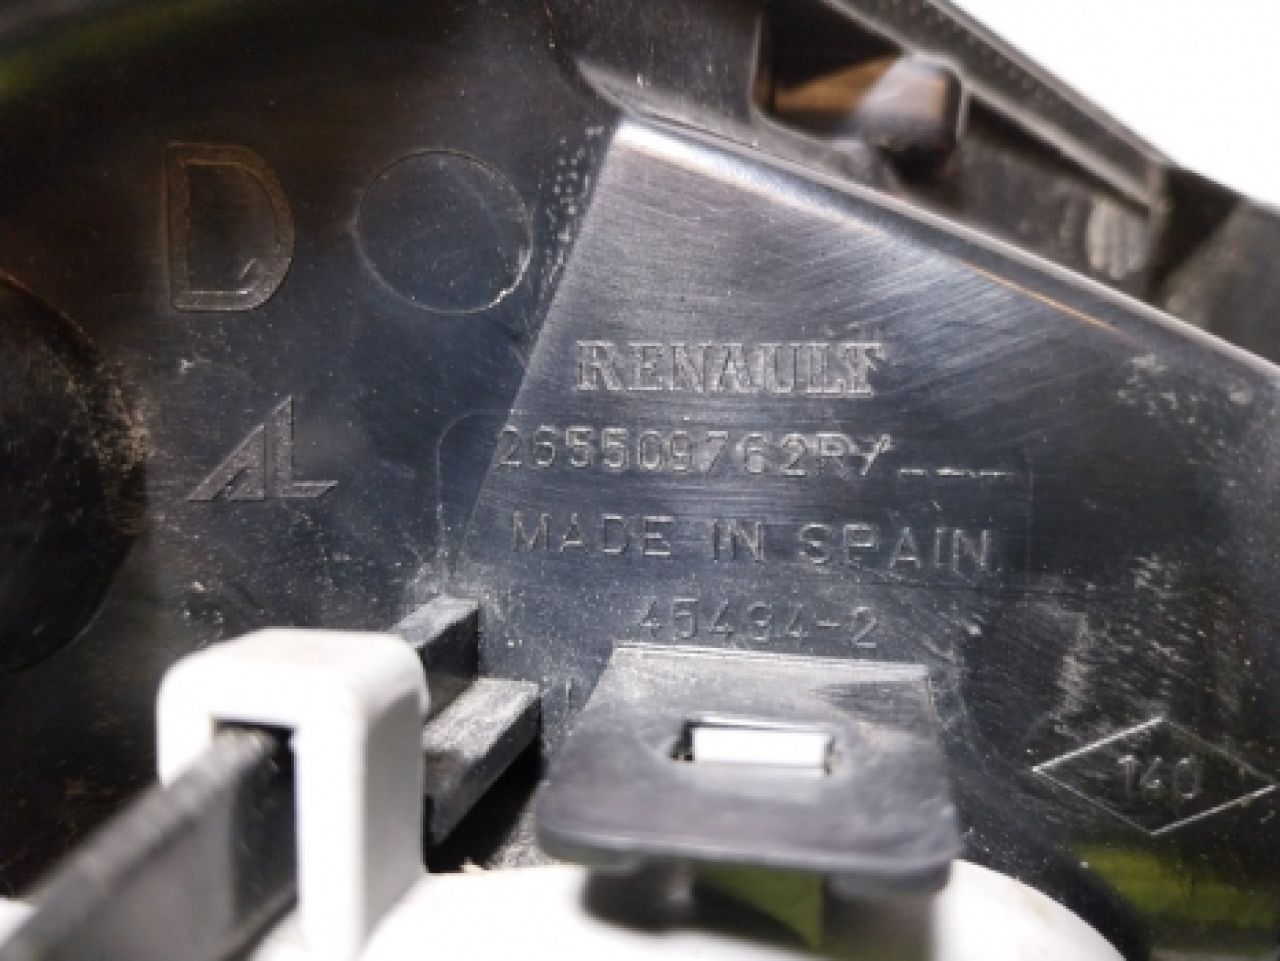 D
AL
RENAULT
265509762R/_ _ _ _
MADE IN SPAIN
45494-2
140